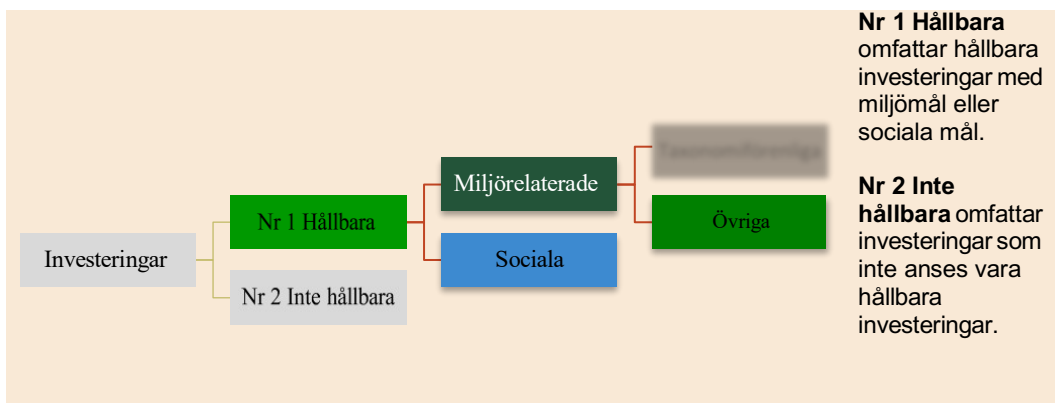 Investeringar
Nr 1 Hållbara
Nr 2 Inte hållbara
Miljörelaterade
Sociala
Övriga
Nr 1 Hållbara
omfattar hållbara
investeringar med
miljömål eller
sociala mål.
Nr 2 Inte
hållbara omfattar
investeringar som
inte anses vara
hållbara
investeringar.